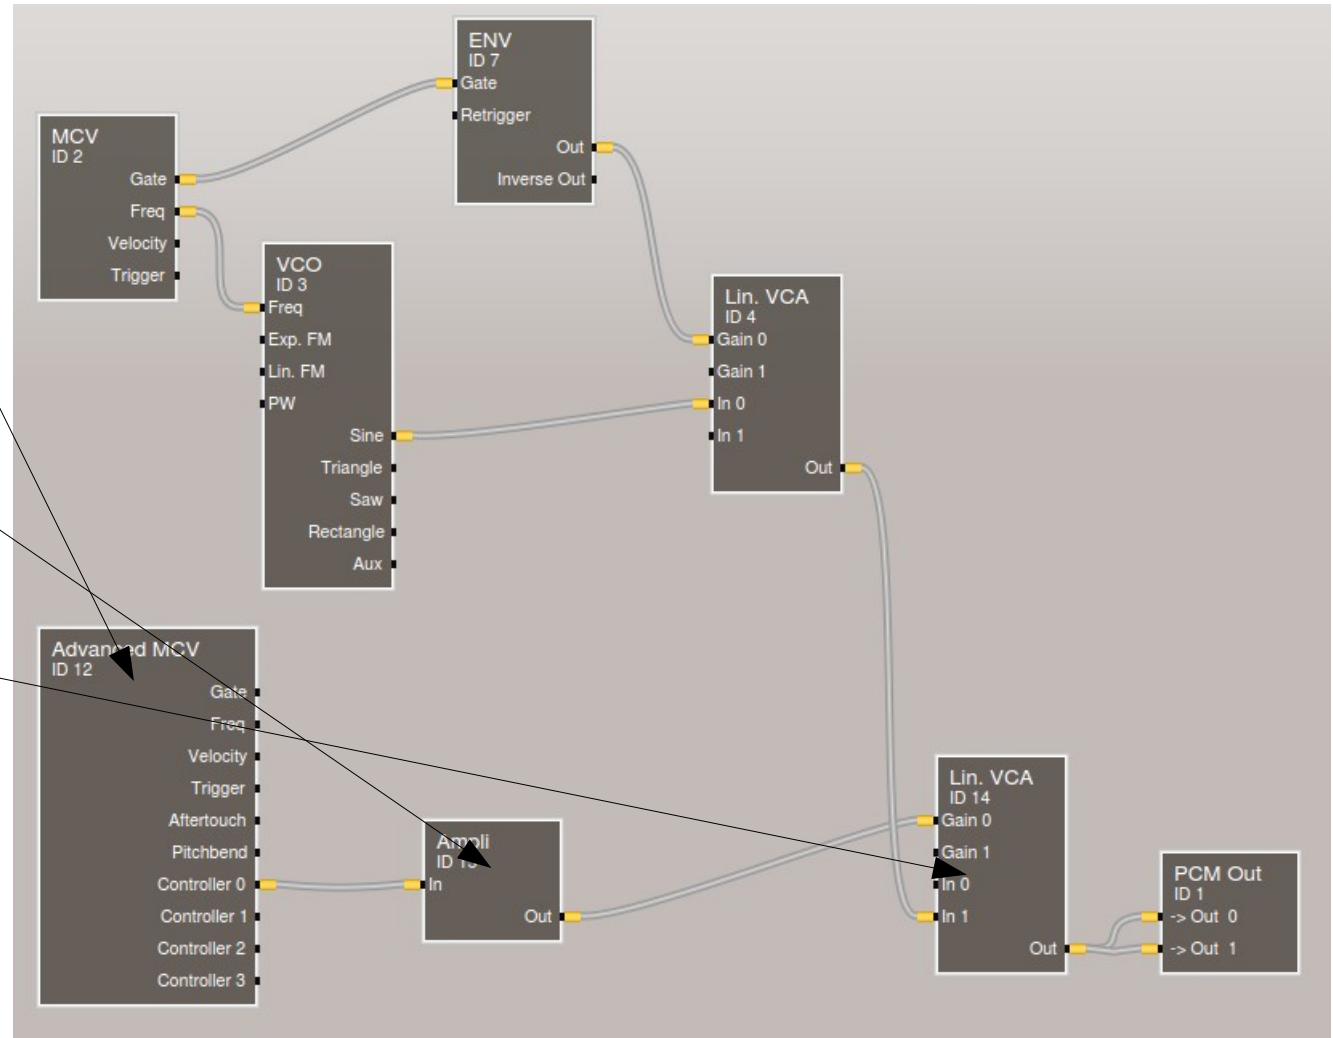 ENV
ID 7
Gate
Retrigger
Out
Inverse Out
MCV
ID 2
Gate
Freq
Velocity
Trigger
VCO
ID 3
Freq
Exp. FM
Lin. FM
PW
Sine
Triangle
Saw
Rectangle
Aux
Lin. VCA
ID 4
Gain 0
Gain 1
In 0
In 1
Out
Advanced MCV
ID 12
Gate
Freq
Velocity
Trigger
Aftertouch
Pitchbend
Controller 0
Controller 1
Controller 2
Controller 3
Ampli
ID 13
In
Out
Lin. VCA
ID 14
Gain 0
Gain 1
In 0
In 1
Out
PCM Out
ID 1
-> Out 0
-> Out 1